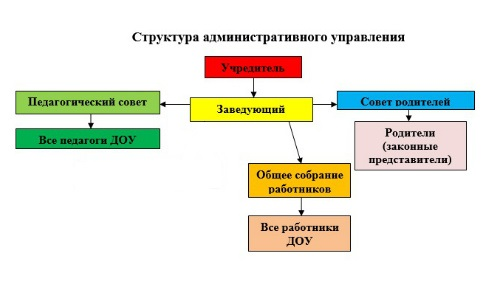 Структура административного управления
Учредитель
Педагогический совет
Заведующий
Совет родителей
Все педагоги ДОУ
Родители
(законные
представители)
Общее собрание
работников
Все работники
ДОУ